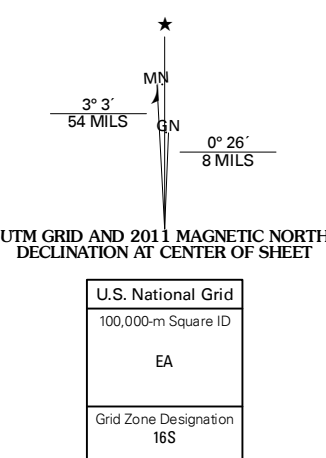 ★
MN
3° 3´
54 MILS
GN
0° 26´
8 MILS
UTM GRID AND 2011 MAGNETIC NORTH
DECLINATION AT CENTER OF SHEET
U.S. National Grid
100,000-m Square ID
EA
Grid Zone Designation
16S